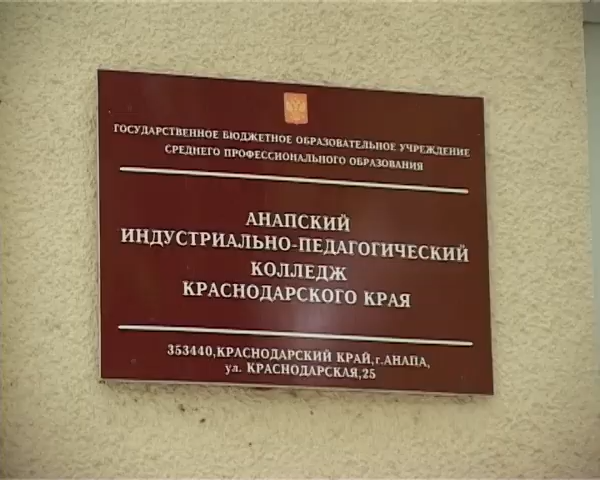 ГОСУДАРСТВЕННОЕ БЮДЖЕТНОЕ ОБРАЗОВАТЕЛЬНОЕ УЧРЕЖДЕНИЕ
СРЕДНЕГО ПРОФЕССИОНАЛЬНОГО ОБРАЗОВАНИЯ
АНАПСКИЙ
ИНДУСТРИАЛЬНО-ПЕДАГОГИЧЕСКИЙ
КОЛЛЕДЖ
КРАСНОДАРСКОГО КРАЯ
353440,КРАСНОДАРСКИЙ КРАЙ,г.АНАПА,
ул. КРАСНОДАРСКАЯ,25